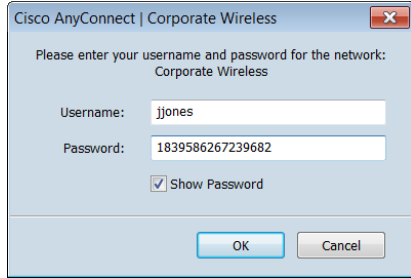 Cisco AnyConnect | Corporate Wireless
Please enter your username and password for the network:
Corporate Wireless
Username: jjones
Password: 1839586267239682
Show Password
OK Cancel